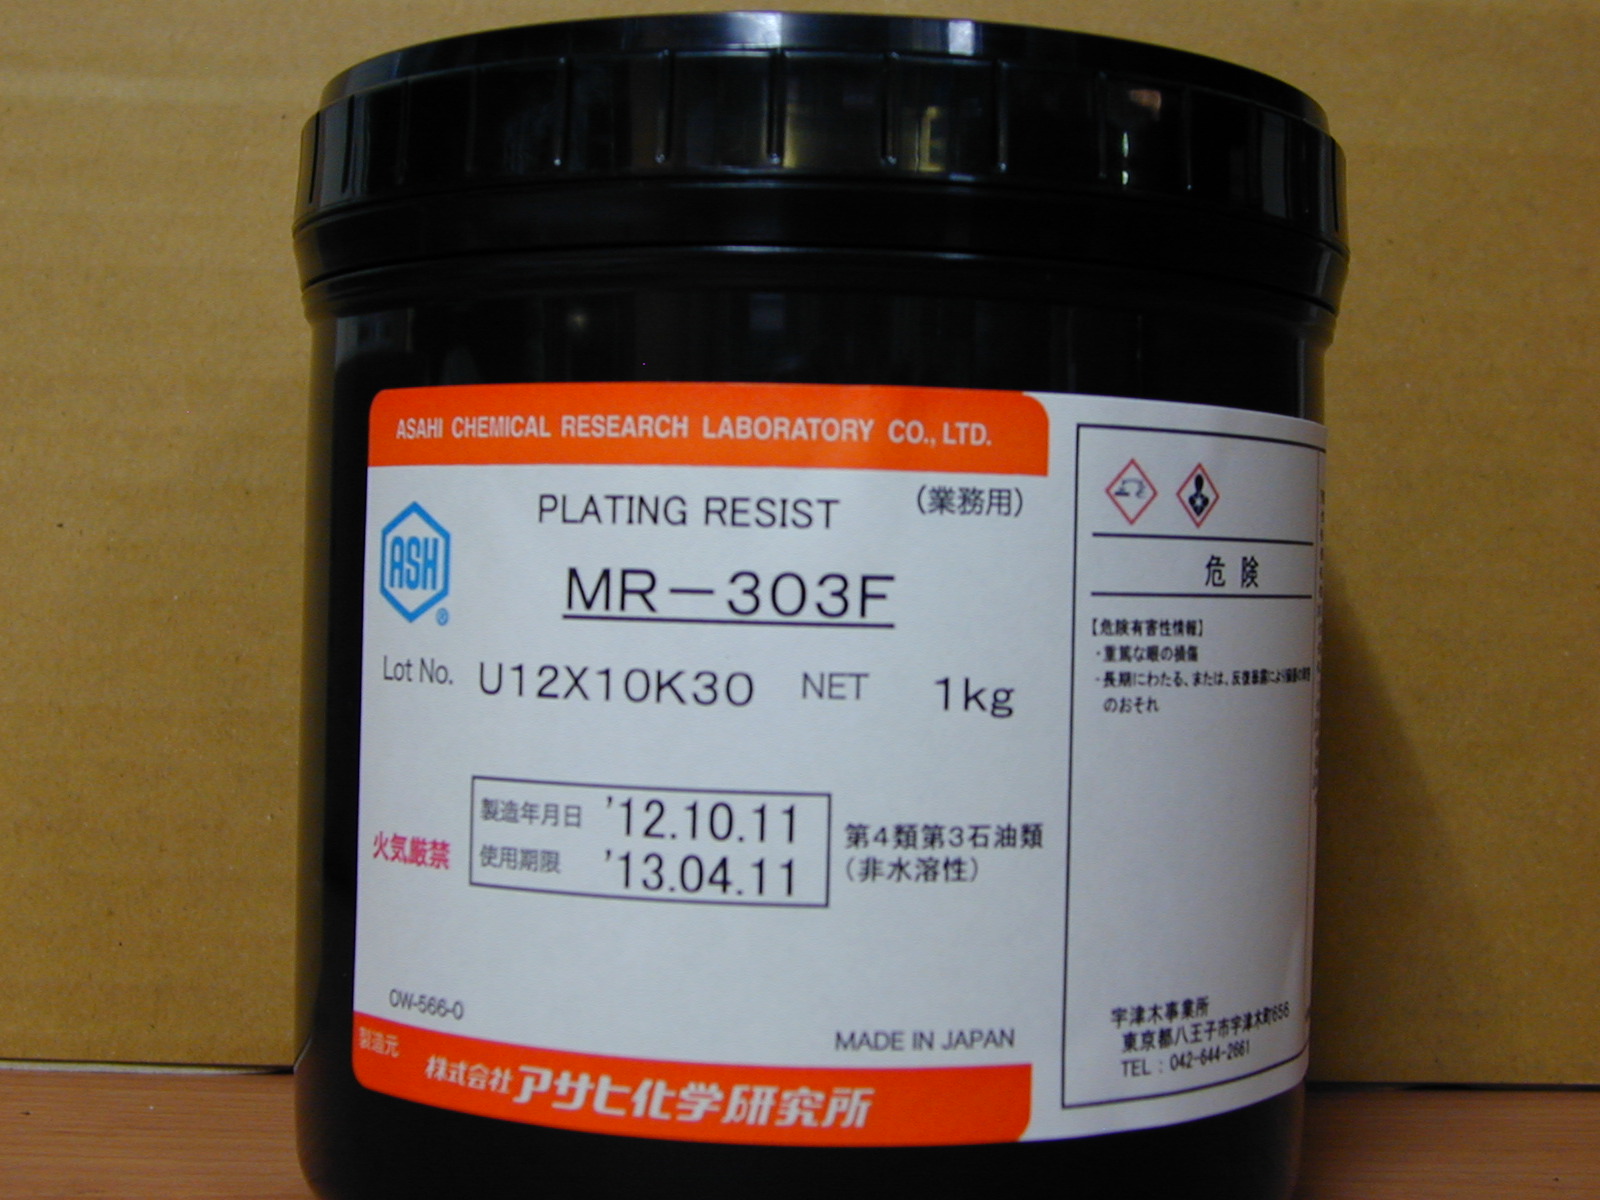 ASAHI CHEMICAL RESEARCH LABORATORY CO., LTD.
PLATING RESIST
(業務用)
ASH
®
MR-303F
Lot No. U12X10K30 NET 1kg
火気厳禁
製造年月日 '12.10.11
使用期限 '13.04.11
第4類第3石油類
(非水溶性)
OW-566-0
MADE IN JAPAN
製造元
株式会社アサヒ化学研究所
危険
【危険有害性情報】
・重篤な眼の損傷
・長期にわたる、または、反復暴露により臓器の障害
のおそれ
宇津木事業所
東京都八王子市宇津木町656
TEL : 042-644-2661